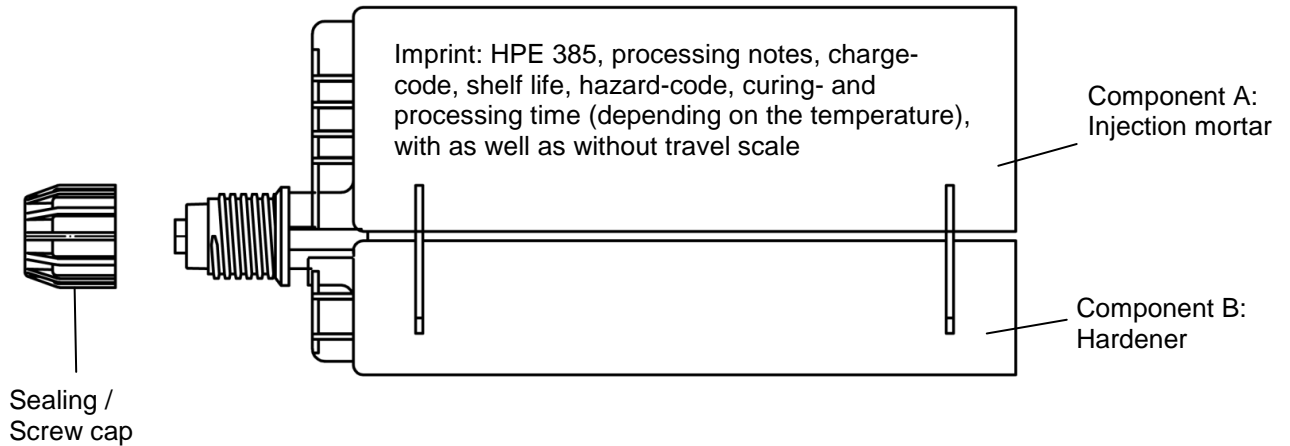 Imprint: HPE 385, processing notes, charge-
code, shelf life, hazard-code, curing- and
processing time (depending on the temperature),
with as well as without travel scale
Component A:
Injection mortar
Component B:
Hardener
Sealing /
Screw cap